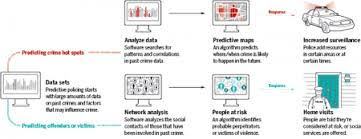 Predicting crime hot spots
Analyze data
Software searches for
patterns and correlations
in past crime data.
Predictive maps
An algorithm predicts
where/when crime is
likely to happen in the
future.
Response
Increased surveillance
Police add resources
in certain areas or at
certain times.
Data sets
Predictive policing starts
with large amounts of data
on past crimes and factors
that may influence crime.
Predicting offenders or victims
Network analysis
Software analyzes the social
contacts of those that have
been involved in past crime.
People at risk
An algorithm identifies
probable perpetrators
or victims of violence.
Response
Home visits
People are told they're
considered at risk, or social
services are offered.